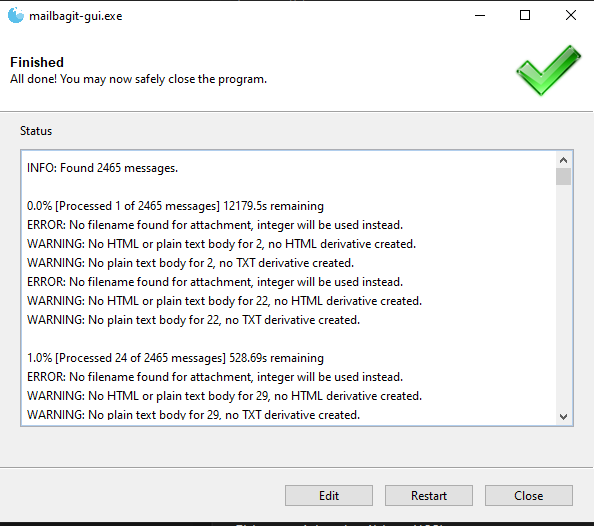 mailbagit-gui.exe
Finished
All done! You may now safely close the program.
Status
INFO: Found 2465 messages.
0.0% [Processed 1 of 2465 messages] 12179.5s remaining
ERROR: No filename found for attachment, integer will be used instead.
WARNING: No HTML or plain text body for 2, no HTML derivative created.
WARNING: No plain text body for 2, no TXT derivative created.
ERROR: No filename found for attachment, integer will be used instead.
WARNING: No HTML or plain text body for 22, no HTML derivative created.
WARNING: No plain text body for 22, no TXT derivative created.
1.0% [Processed 24 of 2465 messages] 528.69s remaining
ERROR: No filename found for attachment, integer will be used instead.
WARNING: No HTML or plain text body for 29, no HTML derivative created.
WARNING: No plain text body for 29, no TXT derivative created.
Edit
Restart
Close